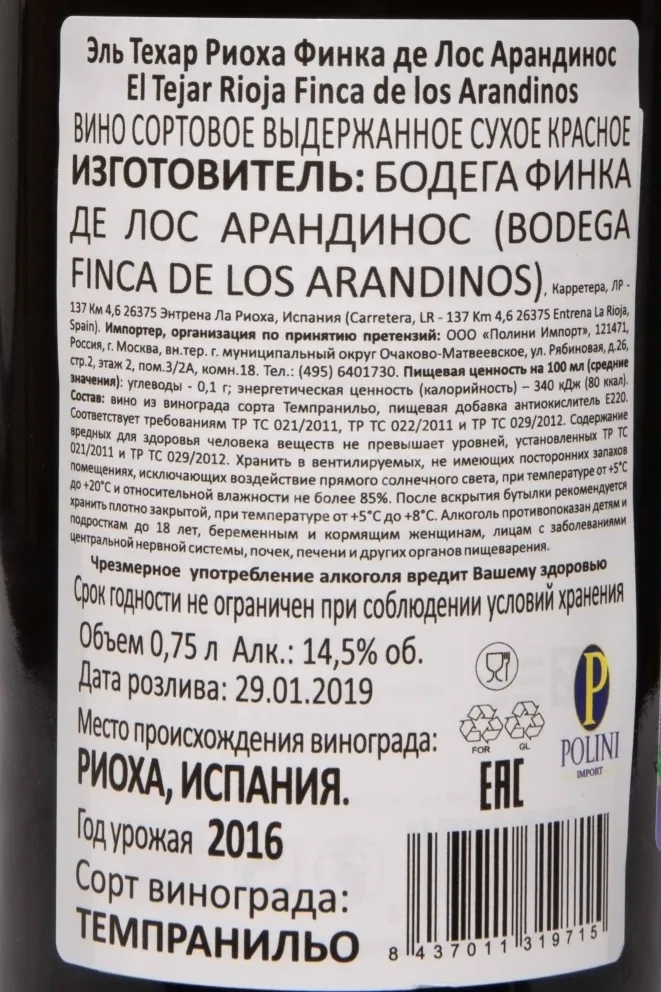 Эль Техар Риоха Финка де Лос Арандинос
El Tejar Rioja Finca de los Arandinos
ВИНО СОРТОВОЕ ВЫДЕРЖАННОЕ СУХОЕ КРАСНОЕ
ИЗГОТОВИТЕЛЬ: БОДЕГА ФИНКА
ДЕ ЛОС АРАНДИНОС (BODEGA
FINCA DE LOS ARANDINOS), Карретера, ЛР -
137 Км 4,6 26375 Энтрена Ла Риоха, Испания (Carretera, LR - 137 Km 4,6 26375 Entrena La Rioja,
Spain). Импортер, организация по принятию претензий: ООО «Полини Импорт», 121471,
Россия, г. Москва, вн.тер. г. муниципальный округ Очаково-Матвеевское, ул. Рябиновая, д.26,
стр.2, этаж 2, пом.3/2А, комн.18. Тел.: (495) 6401730. Пищевая ценность на 100 мл (средние
значения): углеводы - 0,1 г; энергетическая ценность (калорийность) – 340 кДж (80 ккал).
Состав: вино из винограда сорта Темпранильо, пищевая добавка антиокислитель Е220.
Соответствует требованиям ТР ТС 021/2011, ТР ТС 022/2011 и ТР ТС 029/2012. Содержание
вредных для здоровья человека веществ не превышает уровней, установленных ТР ТС
021/2011 и ТР ТС 029/2012. Хранить в вентилируемых, не имеющих посторонних запахов
помещениях, исключающих воздействие прямого солнечного света, при температуре от +5°С
до +20°С и относительной влажности не более 85%. После вскрытия бутылки рекомендуется
хранить плотно закрытой, при температуре от +5°С до +8°С. Алкоголь противопоказан детям и
подросткам до 18 лет, беременным и кормящим женщинам, лицам с заболеваниями
центральной нервной системы, почек, печени и других органов пищеварения.
Чрезмерное употребление алкоголя вредит Вашему здоровью
Срок годности не ограничен при соблюдении условий хранения
Объем 0,75 л Алк.: 14,5% об.
Дата розлива: 29.01.2019
Место происхождения винограда:
РИОХА, ИСПАНИЯ.
Год урожая 2016
Сорт винограда:
ТЕМПРАНИЛЬО
FOR GL
EAC
P
POLINI
IMPORT
8 437011 319715